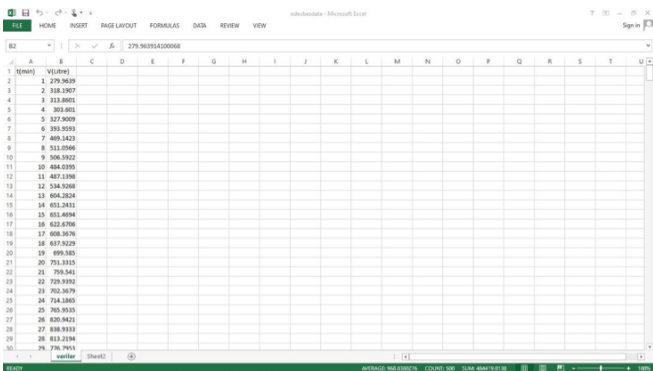 edesbesdata - Microsoft Excel
Sign in
FILE HOME INSERT PAGE LAYOUT FORMULAS DATA REVIEW VIEW
B2 fx 279.963914100068
A B C D E F G H I J K L M N O P Q R S T U
1 t(min) V(Litre)
2 1 279.9639
3 2 318.1907
4 3 313.8601
5 4 303.601
6 5 327.9009
7 6 393.9593
8 7 469.1423
9 8 511.0566
10 9 506.5922
11 10 484.0395
12 11 487.1398
13 12 534.9268
14 13 604.2824
15 14 651.2431
16 15 651.4694
17 16 622.6706
18 17 608.3676
19 18 637.9229
20 19 699.585
21 20 751.3315
22 21 759.541
23 22 729.9392
24 23 702.3679
25 24 714.1865
26 25 765.9535
27 26 820.9421
28 27 838.9333
29 28 813.2194
30 29 776.7953
veriler Sheet2
READY AVERAGE: 968.8380276 COUNT: 500 SUM: 484419.0138 100%